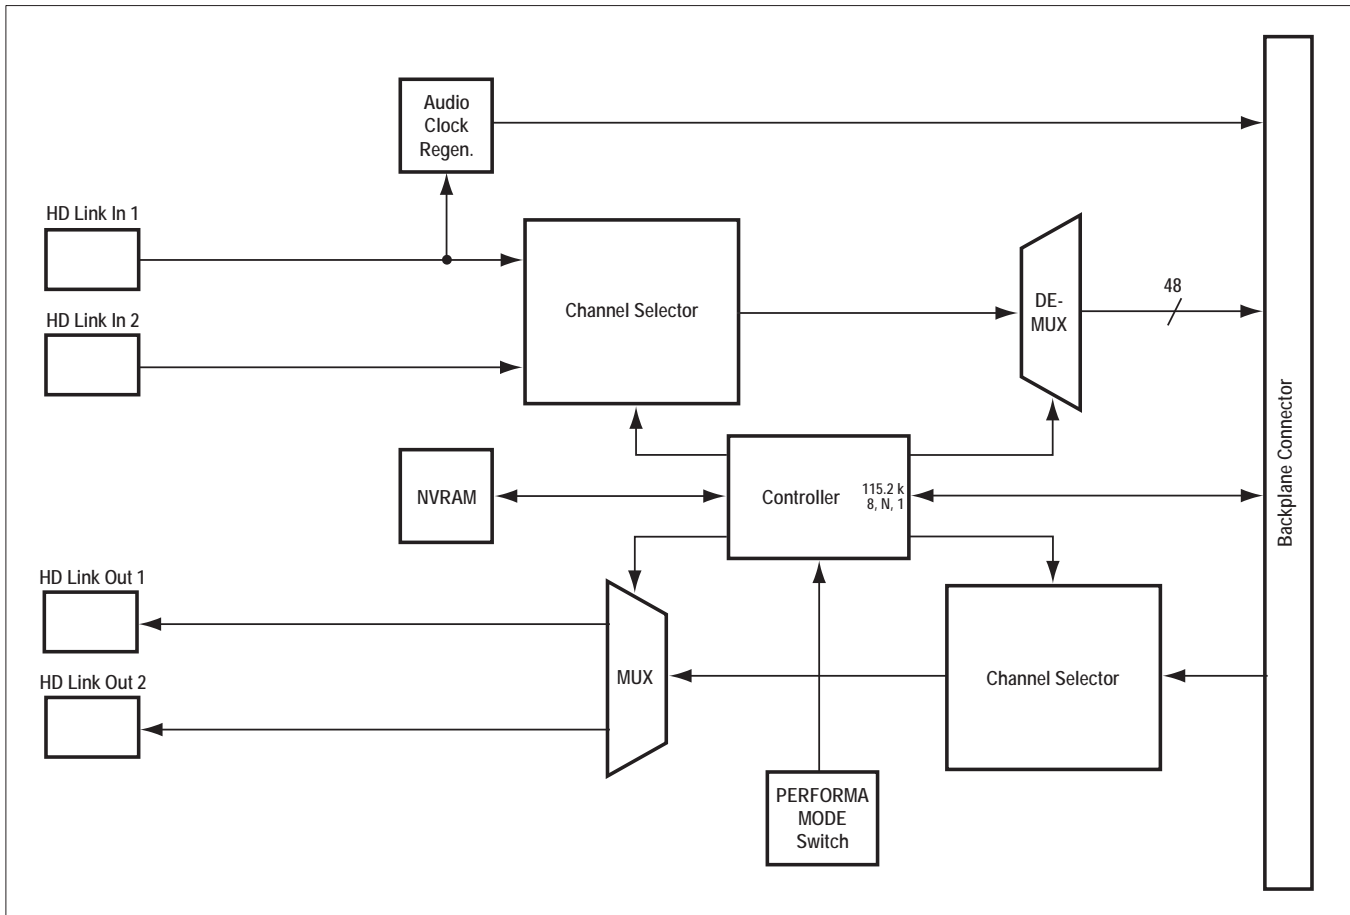 Audio
Clock
Regen.
HD Link In 1
HD Link In 2
Channel Selector
DE-
MUX
48
Backplane Connector
NVRAM
Controller
115.2 k
8, N, 1
HD Link Out 1
HD Link Out 2
MUX
Channel Selector
PERFORMA
MODE
Switch